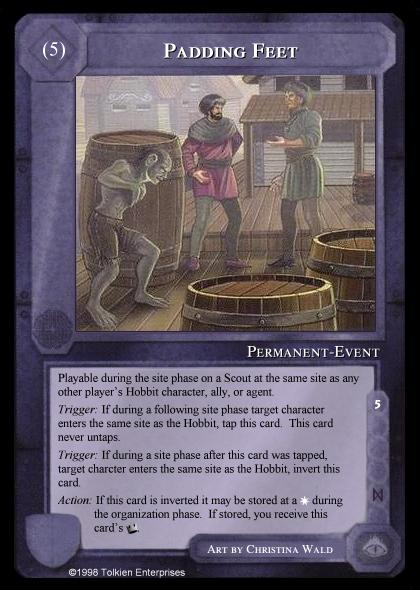 (5)
PADDING FEET
PERMANENT-EVENT
Playable during the site phase on a Scout at the same site as any
other player's Hobbit character, ally, or agent.
Trigger: If during a following site phase target character
enters the same site as the Hobbit, tap this card. This card
never untaps.
Trigger: If during a site phase after this card was tapped,
target charcter enters the same site as the Hobbit, invert this
card.
Action: If this card is inverted it may be stored at a during
the organization phase. If stored, you receive this
card's
5
ART BY CHRISTINA WALD
©1998 Tolkien Enterprises